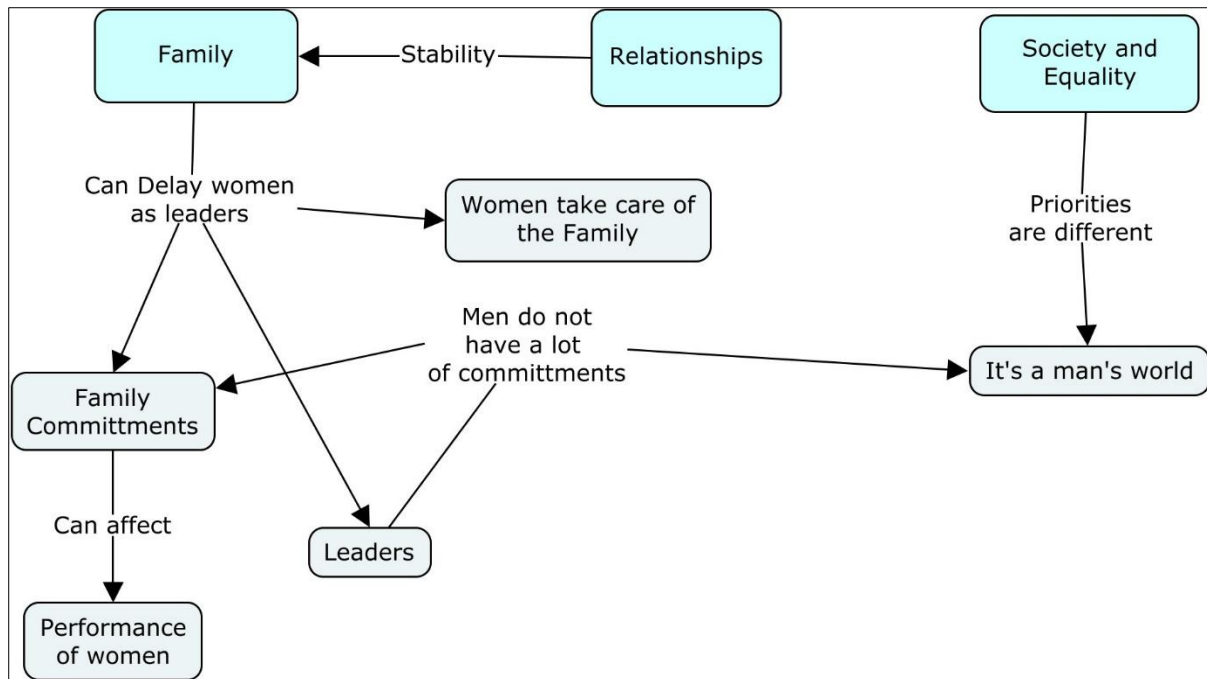 Family
Stability
Relationships
Society and
Equality
Can Delay women
as leaders
Women take care of
the Family
Priorities
are different
Men do not
have a lot
of committments
It's a man's world
Family
Committments
Can affect
Leaders
Performance
of women